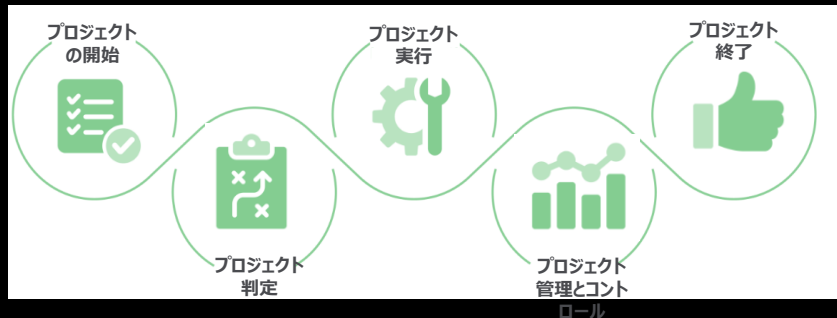 プロジェクト
の開始
プロジェクト
判定
プロジェクト
実行
プロジェクト
管理とコント
ロール
プロジェクト
終了